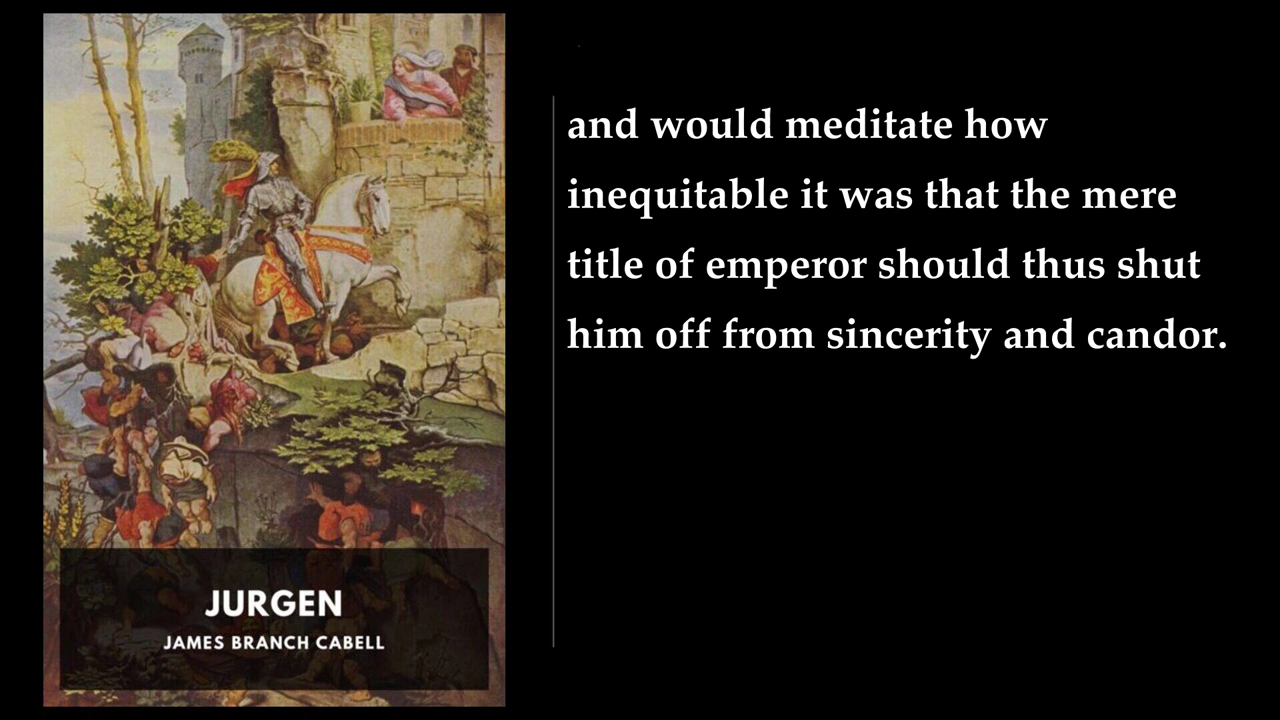 and would meditate how
inequitable it was that the mere
title of emperor should thus shut
him off from sincerity and candor.
JURGEN
JAMES BRANCH CABELL